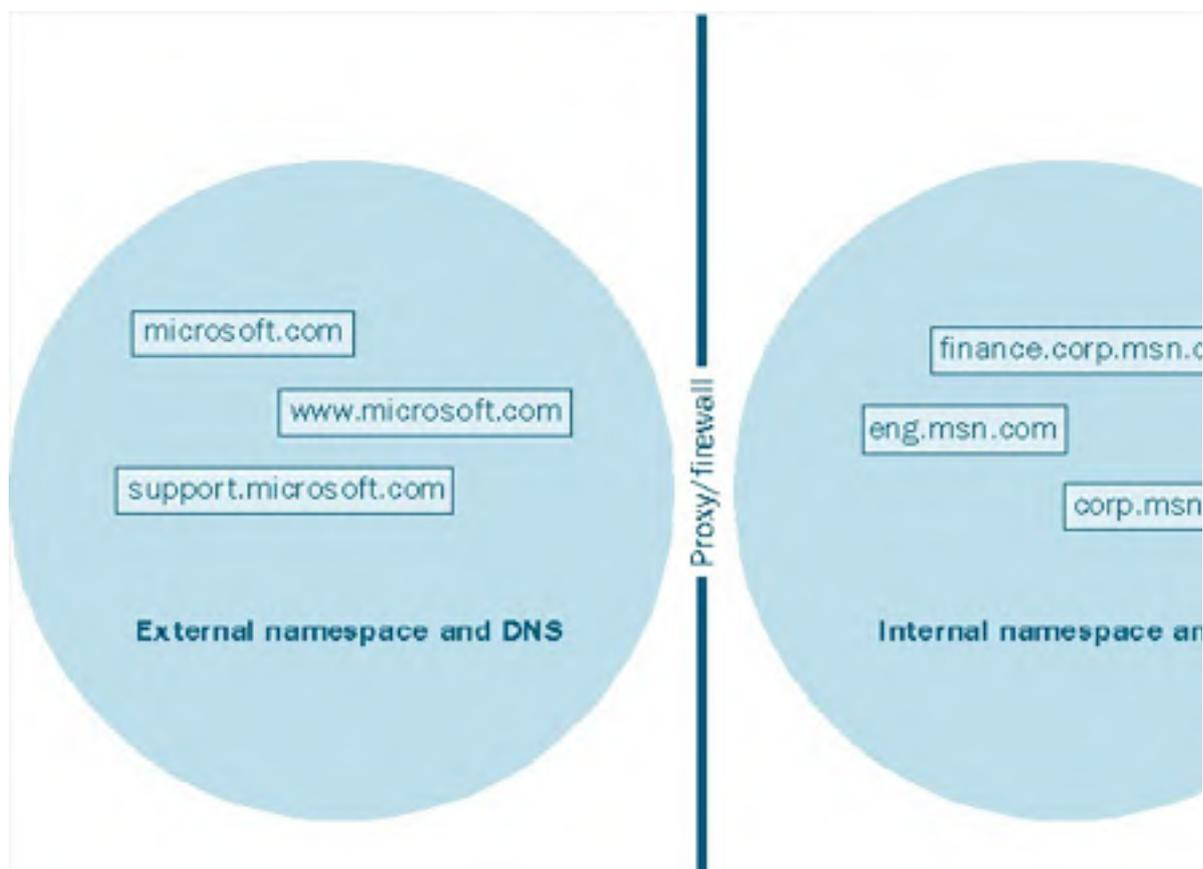 microsoft.com
www.microsoft.com
support.microsoft.com
External namespace and DNS
Proxy/firewall
finance.corp.msn.c
eng.msn.com
corp.msn
Internal namespace an